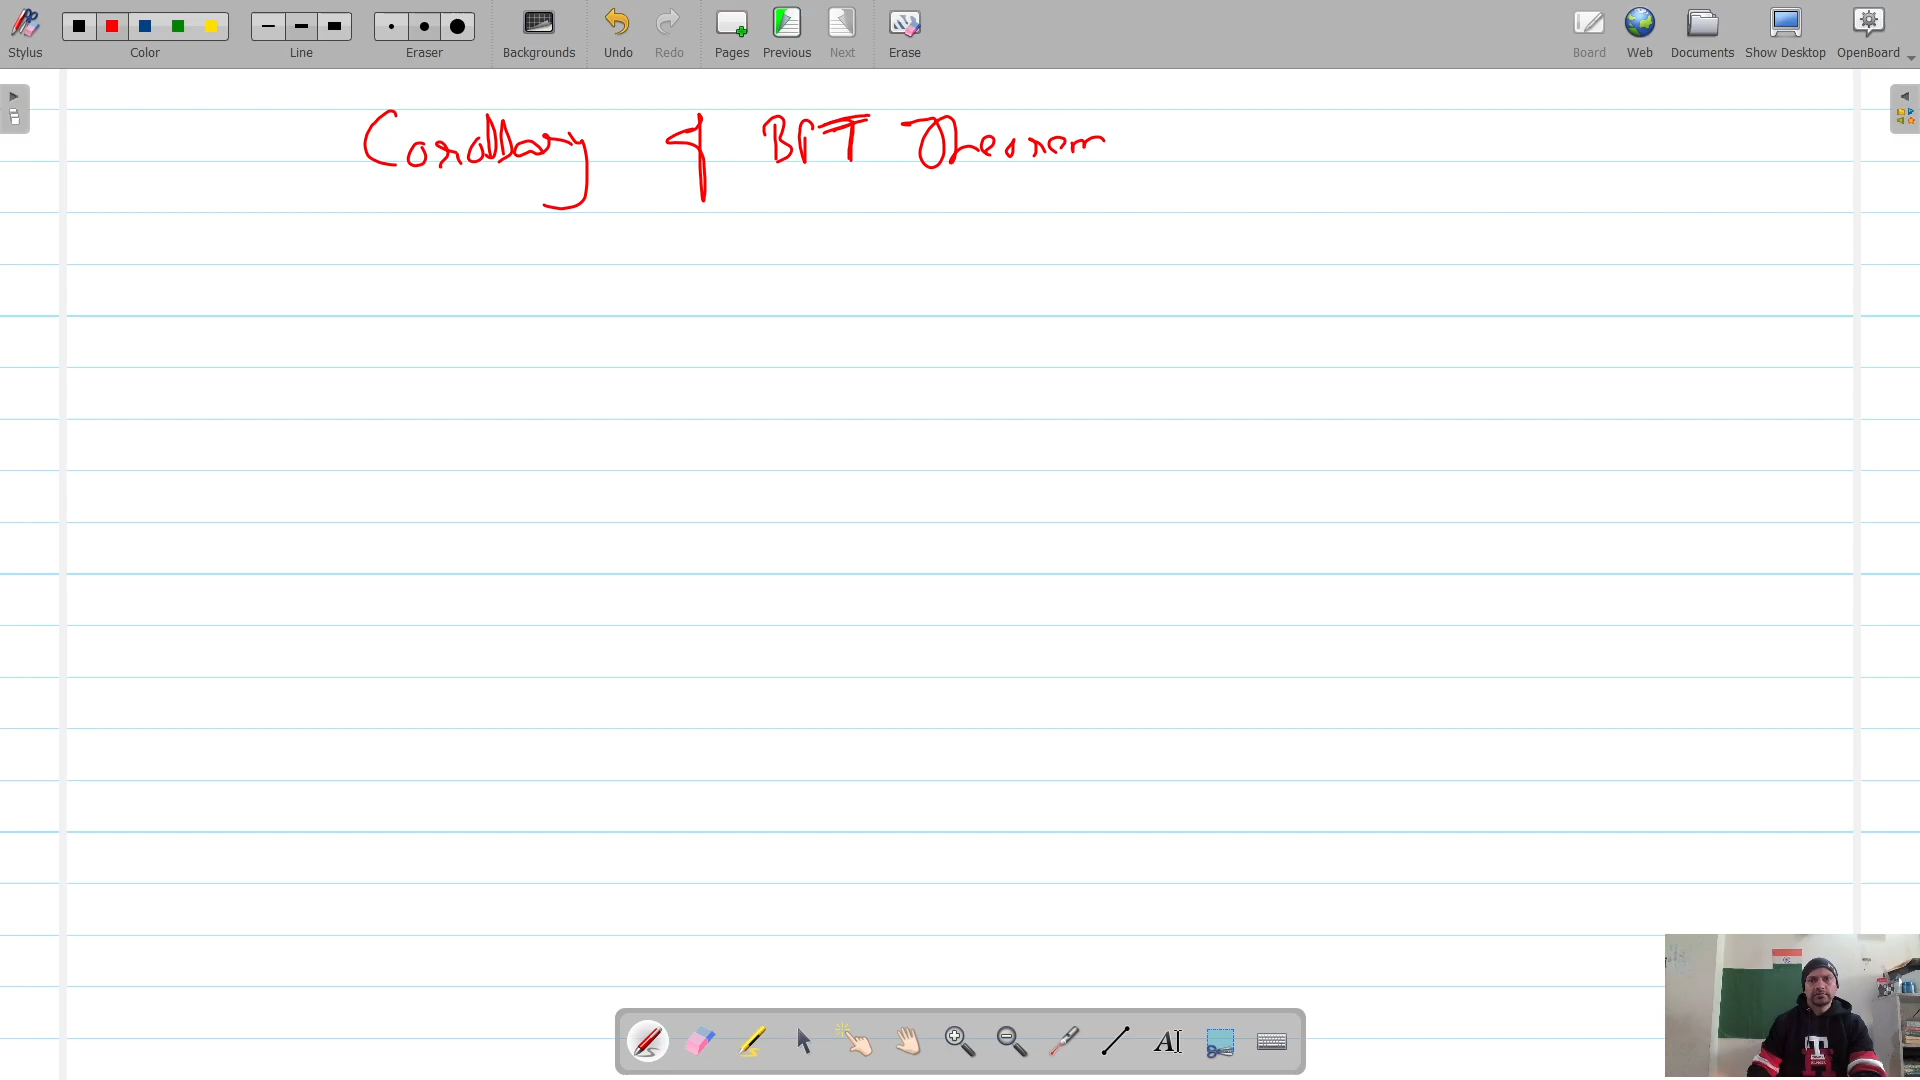 Stylus Color Line Eraser Backgrounds Undo Redo Pages Previous Next Erase Board Web Documents Show Desktop OpenBoard
Corollary of BPT Theorem